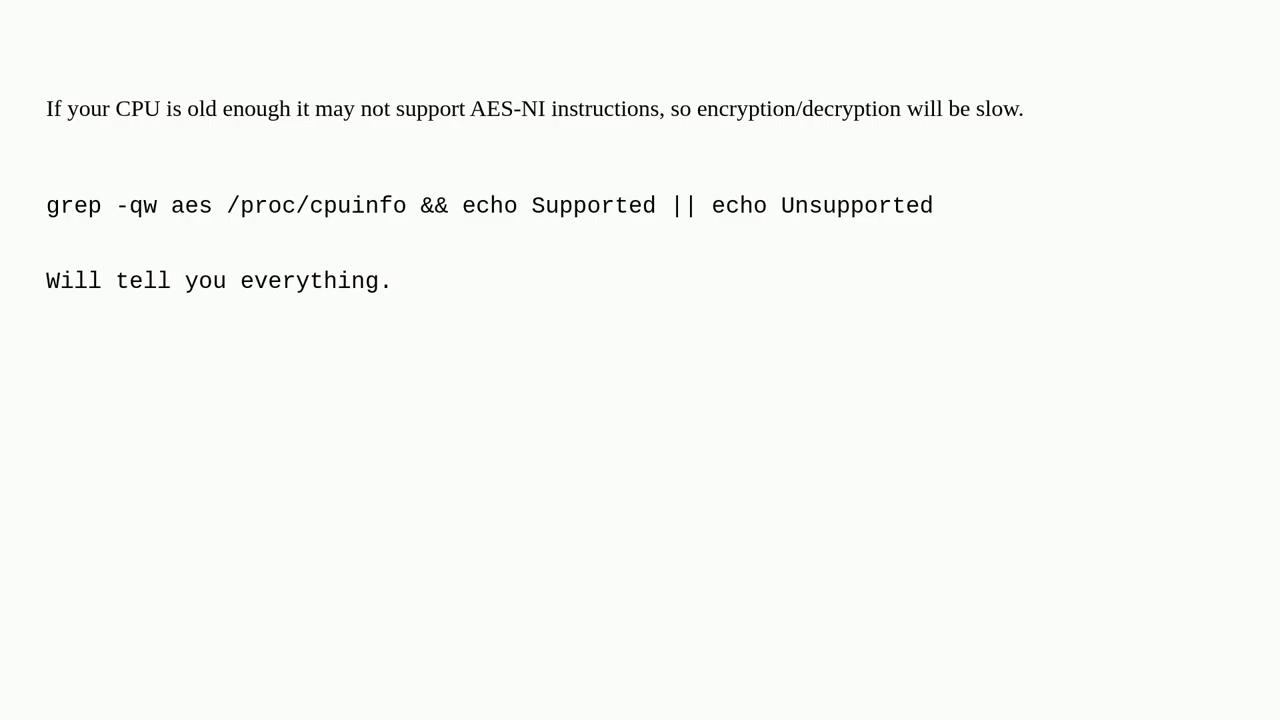 If your CPU is old enough it may not support AES-NI instructions, so encryption/decryption will be slow.
grep -qw aes /proc/cpuinfo && echo Supported || echo Unsupported
Will tell you everything.